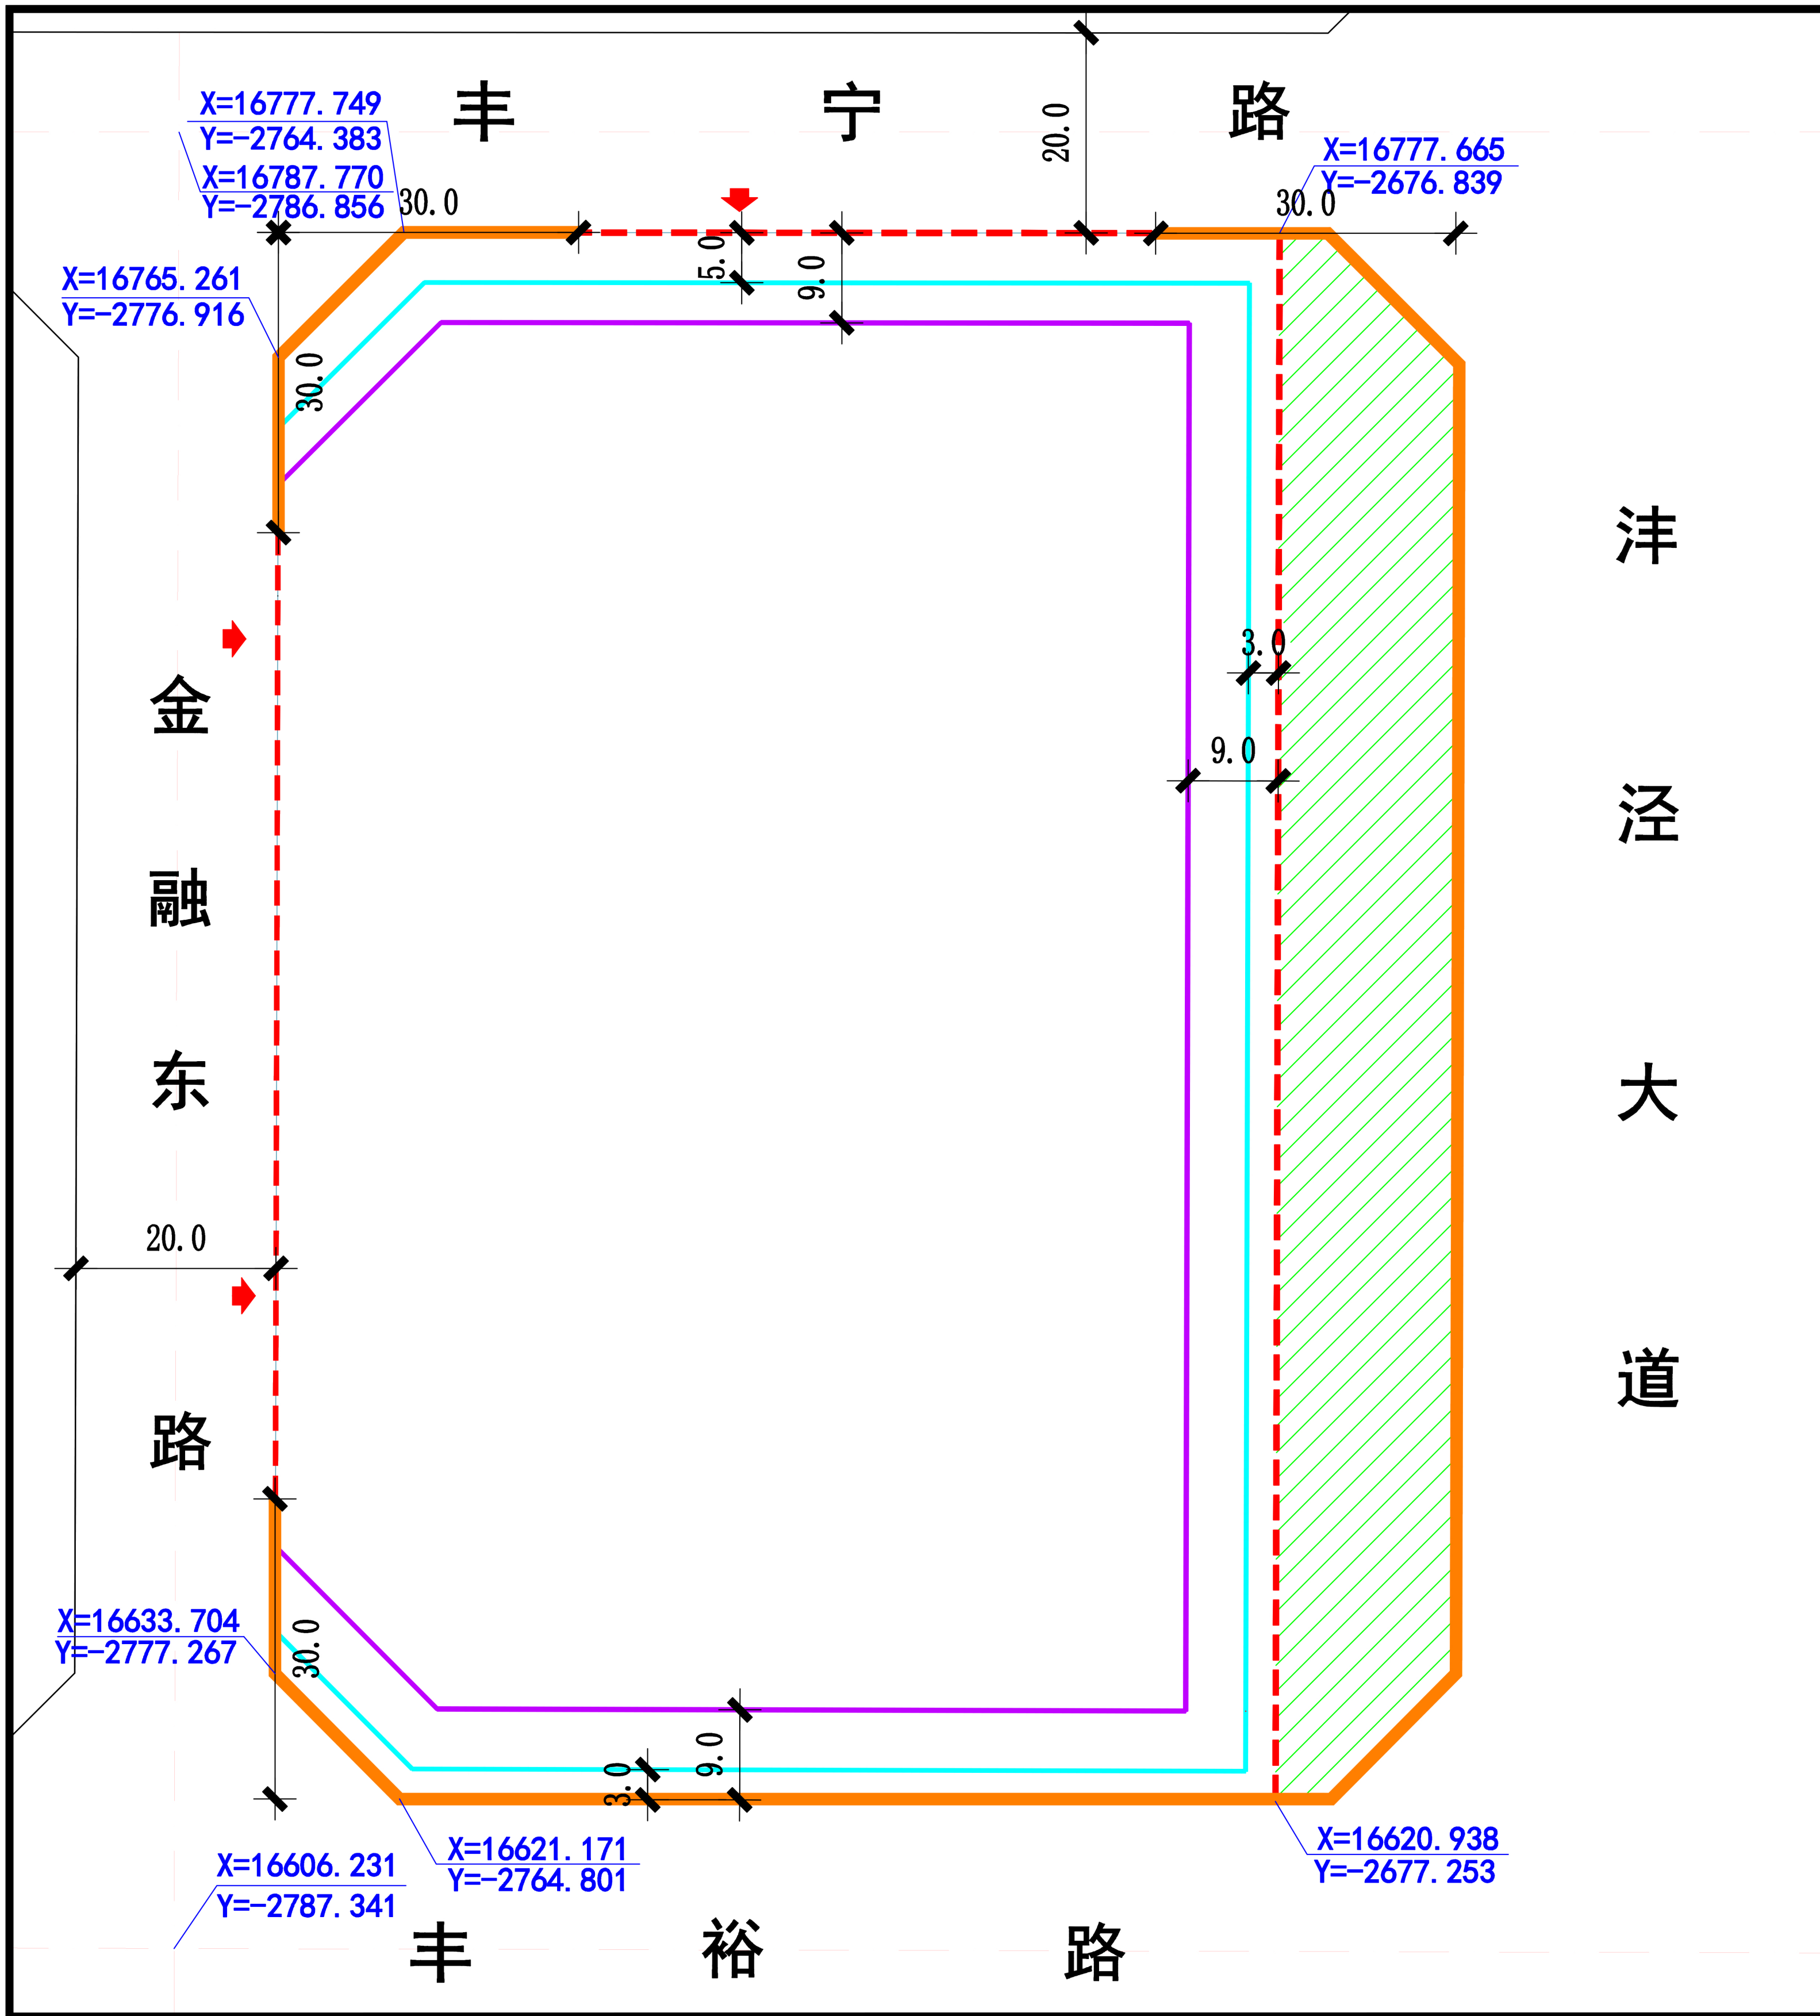 丰宁路
X=16777.749
Y=-2764.383
X=16787.770
Y=-2786.856
20.0
X=16777.665
Y=-2676.839
30.0
30.0
5.0
9.0
X=16765.261
Y=-2776.916
30.0
沣泾大道
金融东路
3.0
9.0
20.0
X=16633.704
Y=-2777.267
30.0
3.0
9.0
X=16621.171
Y=-2764.801
X=16606.231
Y=-2787.341
X=16620.938
Y=-2677.253
丰裕路